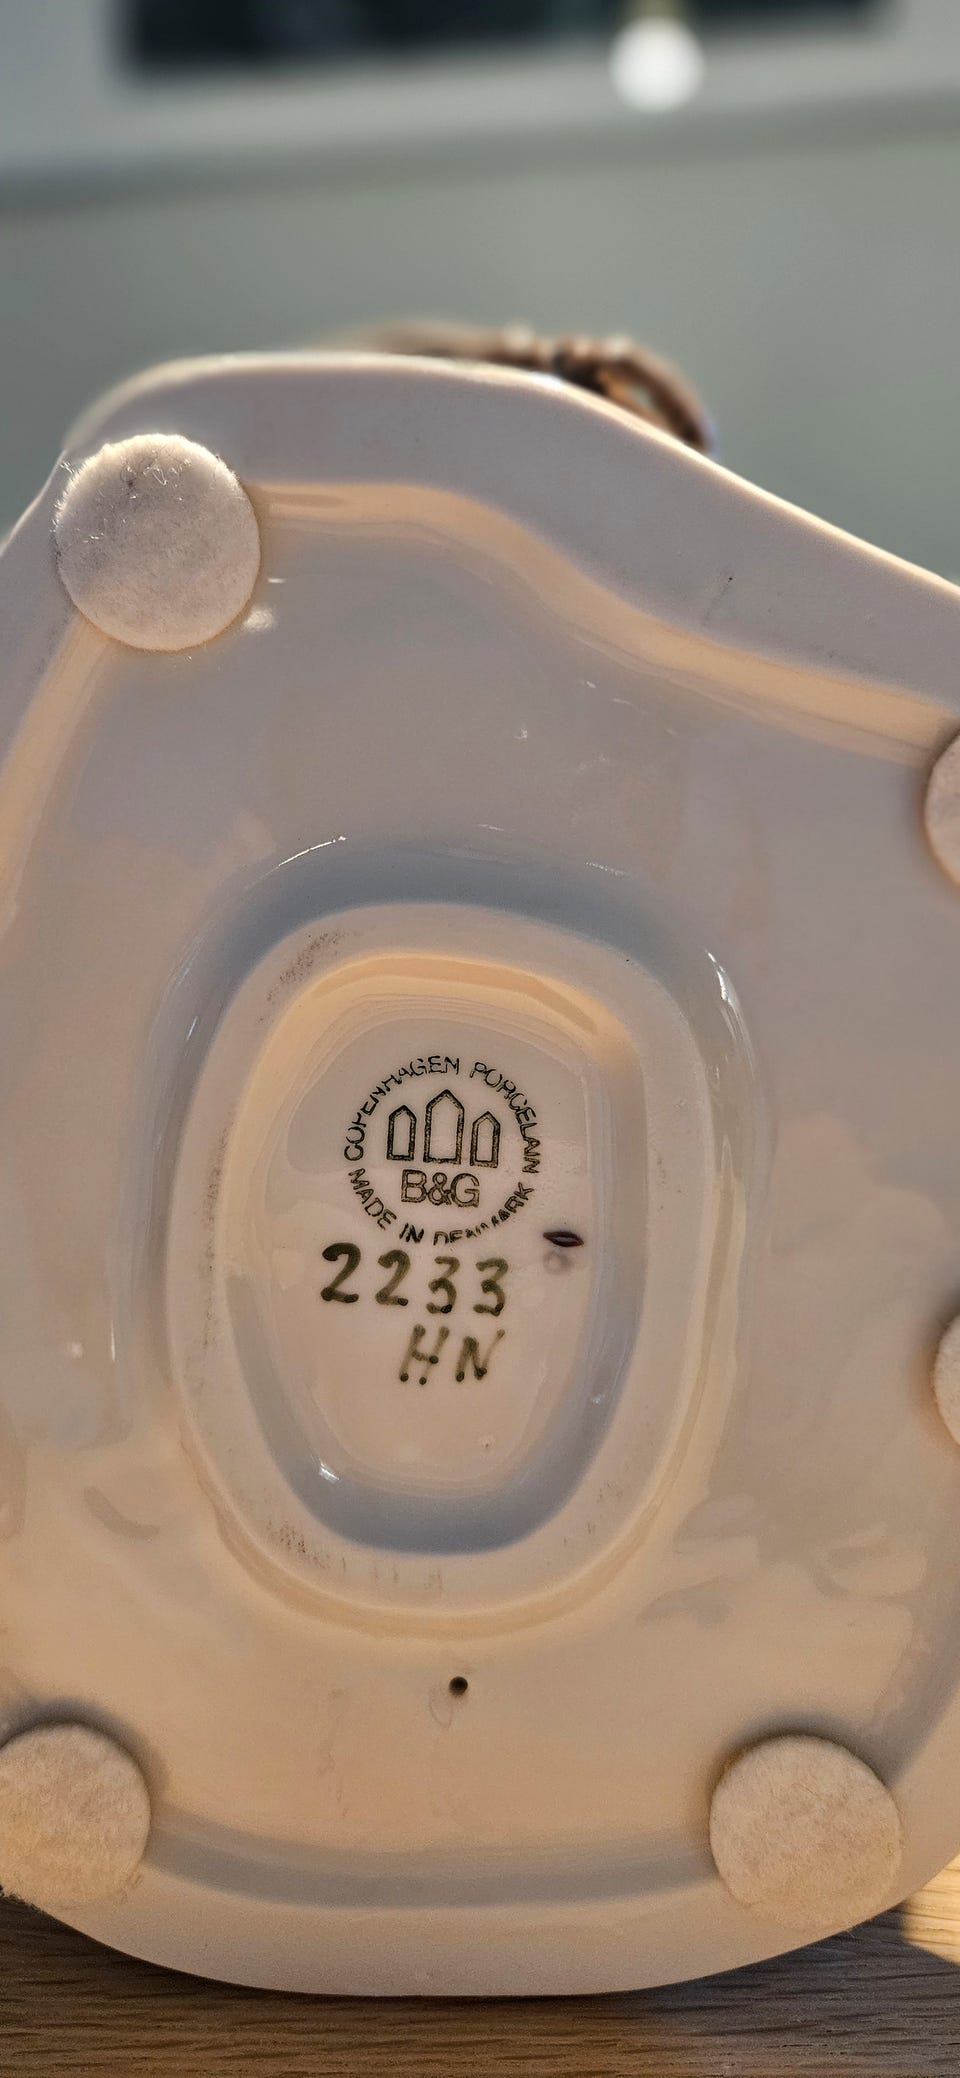 COPENHAGEN PORCELAIN
B&G
MADE IN DENMARK
2233
HN